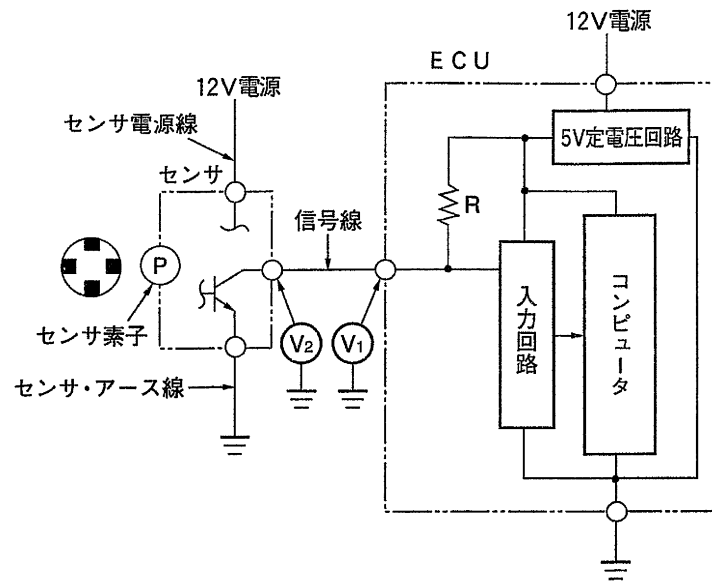 12V電源
ECU
12V電源
センサ電源線
5V定電圧回路
センサ
信号線
R
P
入力回路
コンピュータ
センサ素子
V2
V1
センサ・アース線